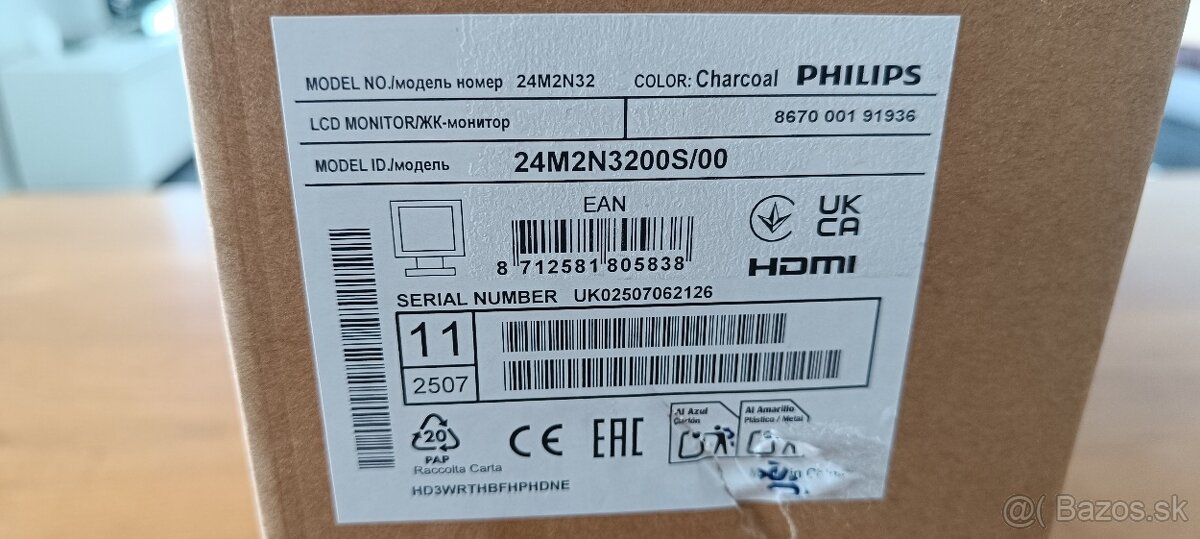 MODEL NO./модель номер 24M2N32 COLOR: Charcoal PHILIPS
LCD MONITOR/ЖК-монитор 8670 001 91936
MODEL ID./модель 24M2N3200S/00
EAN
UK
CA
8 712581 805838
HDMI
SERIAL NUMBER UK02507062126
11
2507
20
PAP
Raccolta Carta
CE EAC
Al Azul
Cartón
Al Amarillo
Plástico / Metal
in
HD3WRTHBFHPHDNE
@ Bazos.sk